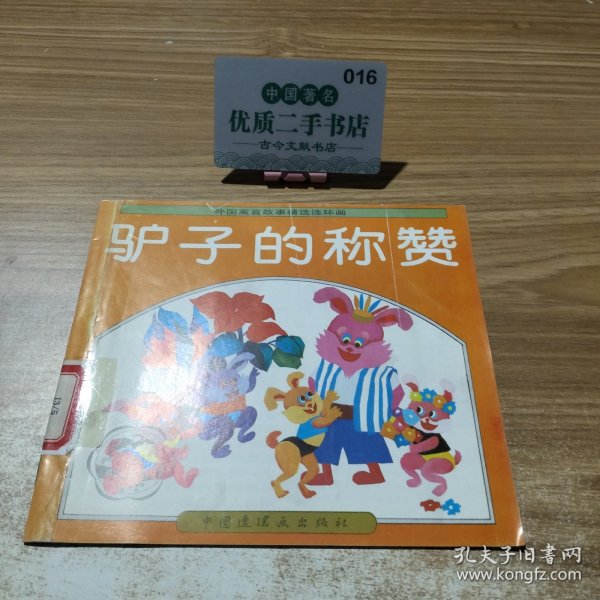 016
中国著名
优质二手书店
古今文献书店
外国寓言故事精选连环画
驴子的称赞
中国连环画出版社
孔夫子旧书网
www.kongfz.com